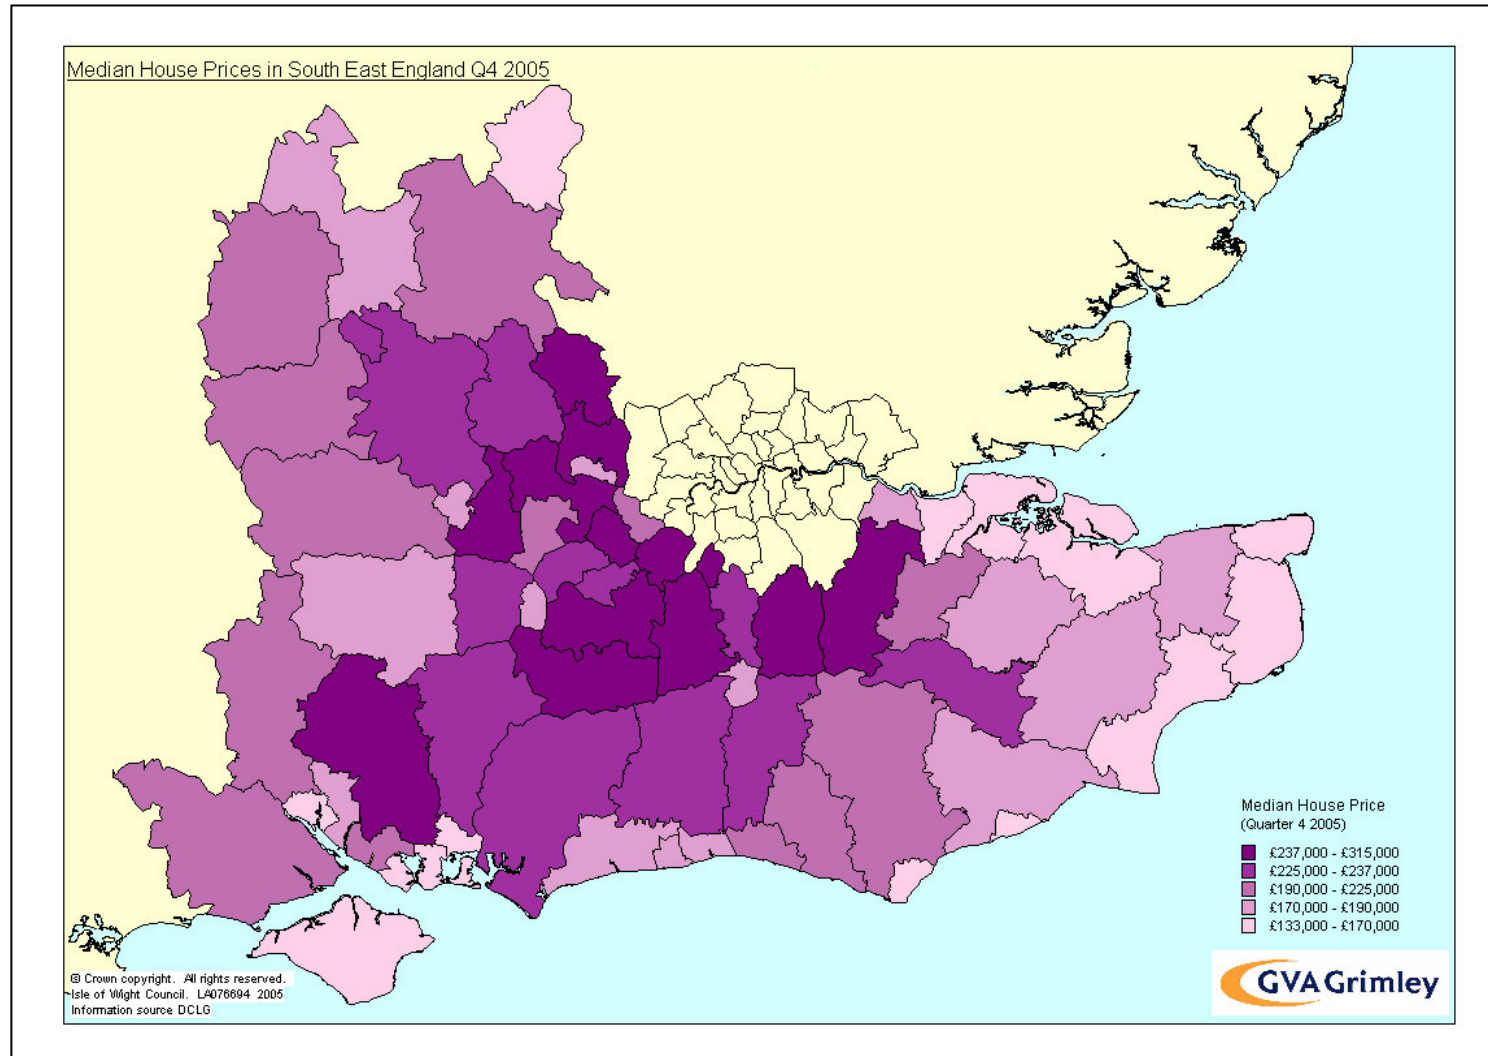 Median House Prices in South East England Q4 2005
Median House Price
(Quarter 4 2005)
£237,000 - £315,000
£225,000 - £237,000
£190,000 - £225,000
£170,000 - £190,000
£133,000 - £170,000
© Crown copyright. All rights reserved.
Isle of Wight Council. LA076694 2005
Information source DCLG
GVA Grimley